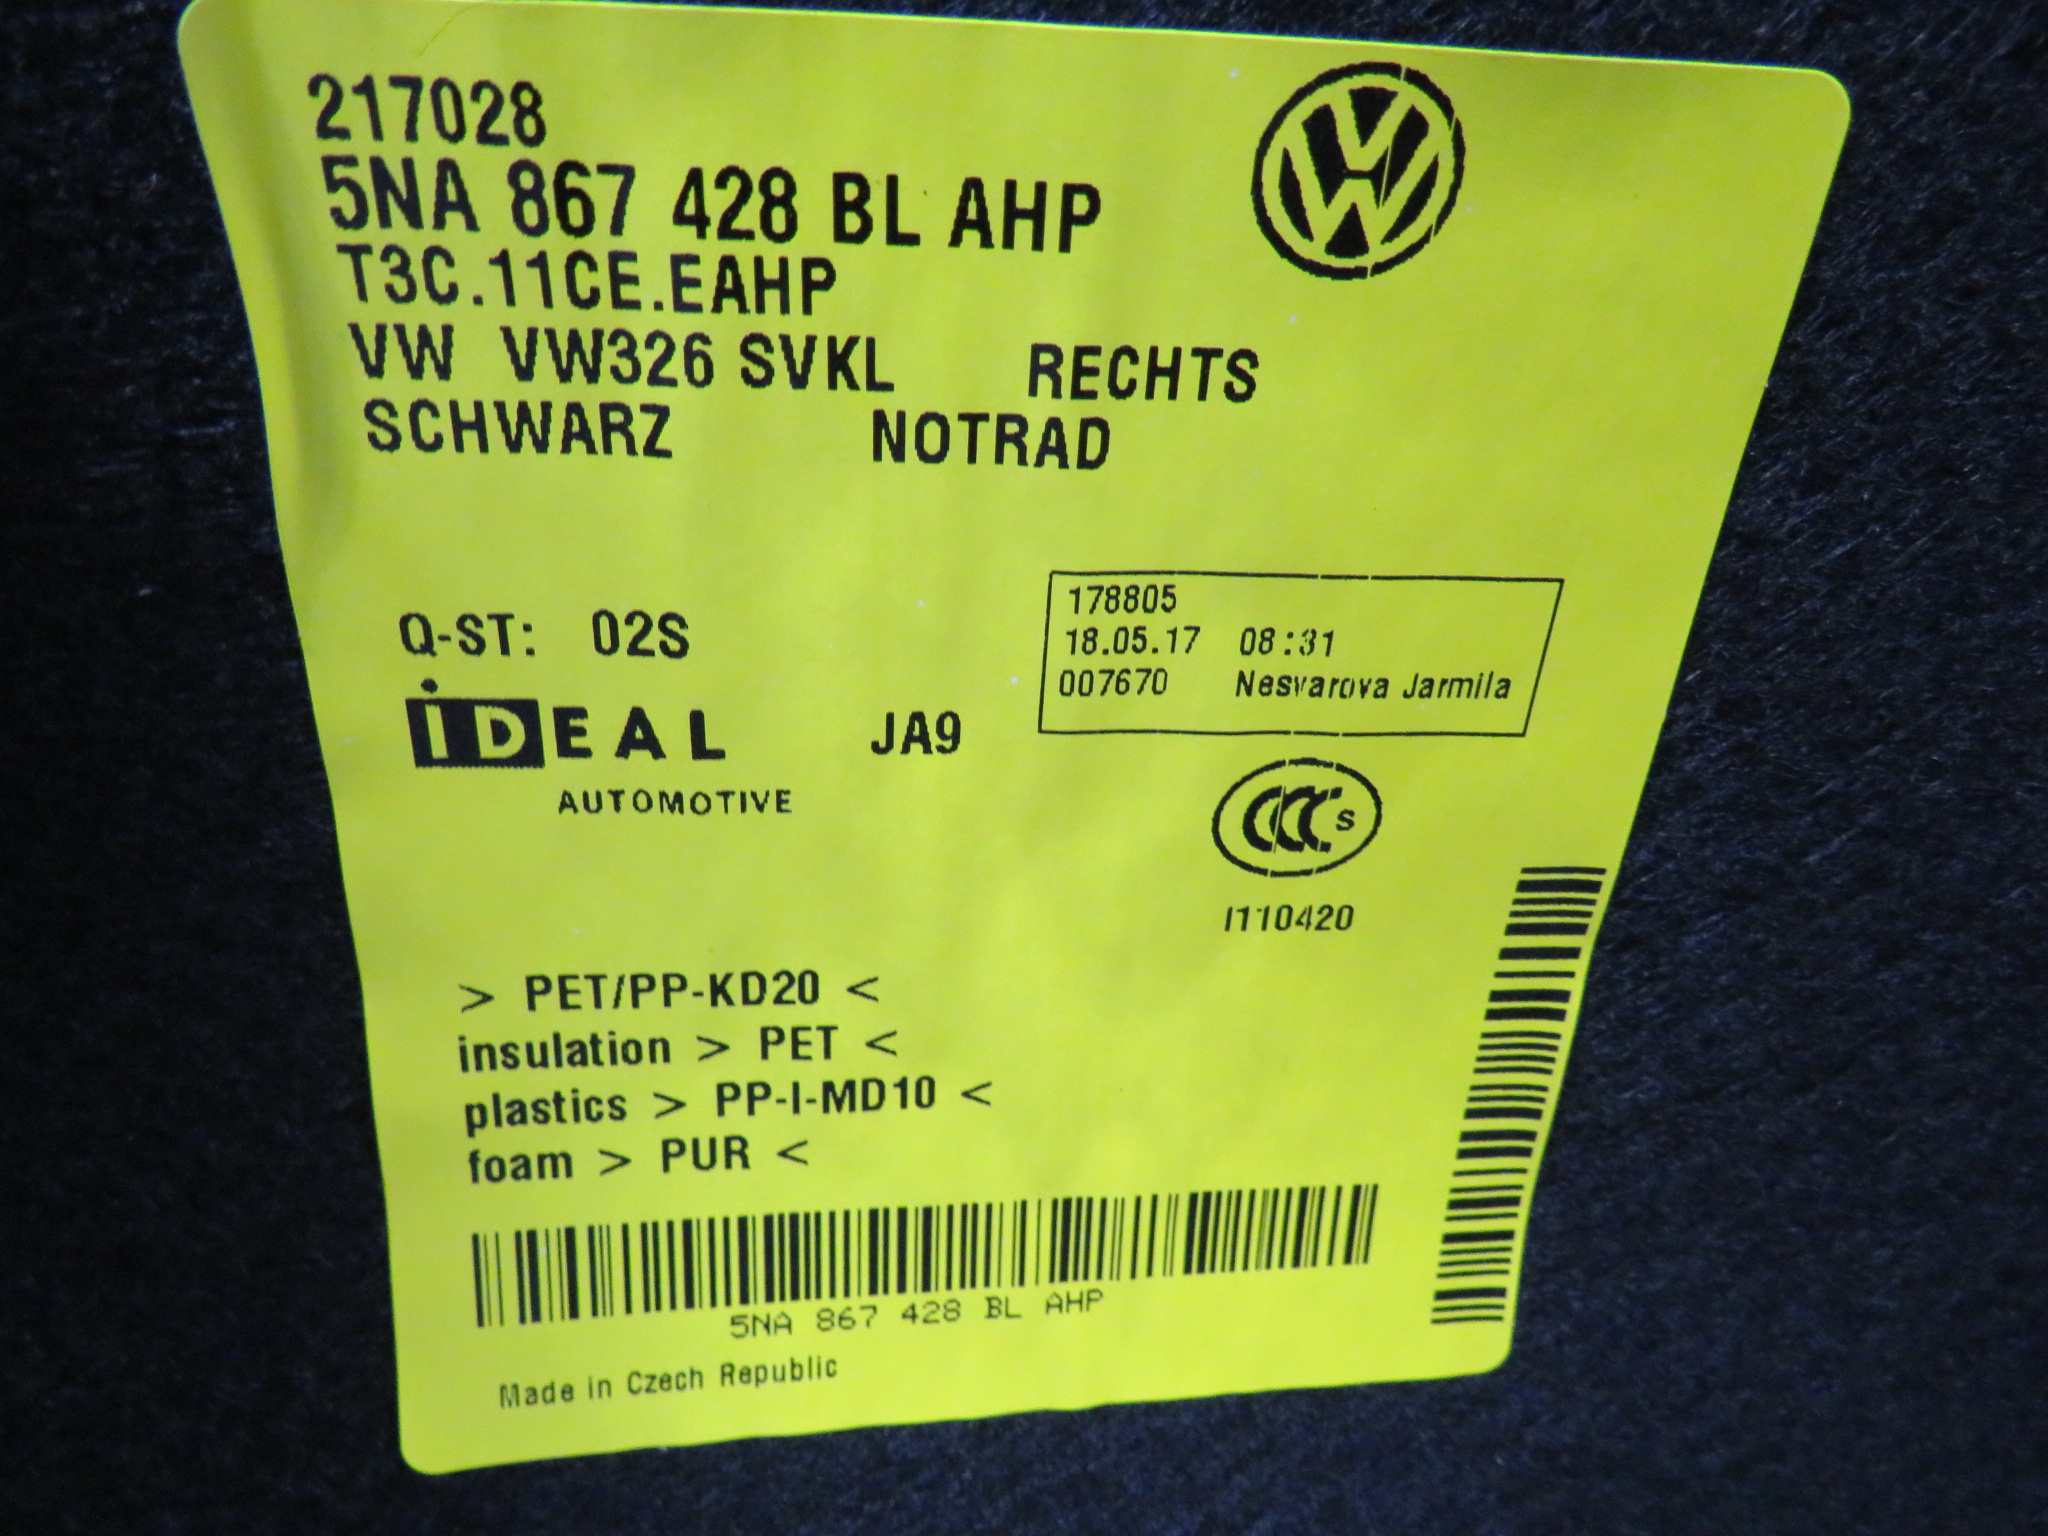 217028
5NA 867 428 BL AHP
T3C.11CE.EAHP
VW VW326 SVKL RECHTS
SCHWARZ NOTRAD
178805
18.05.17 08:31
007670 Nesvarova Jarmila
Q-ST: 02S
iDEAL JA9
AUTOMOTIVE
CCC S
I110420
> PET/PP-KD20 <
insulation > PET <
plastics > PP-I-MD10 <
foam > PUR <
5NA 867 428 BL AHP
Made in Czech Republic